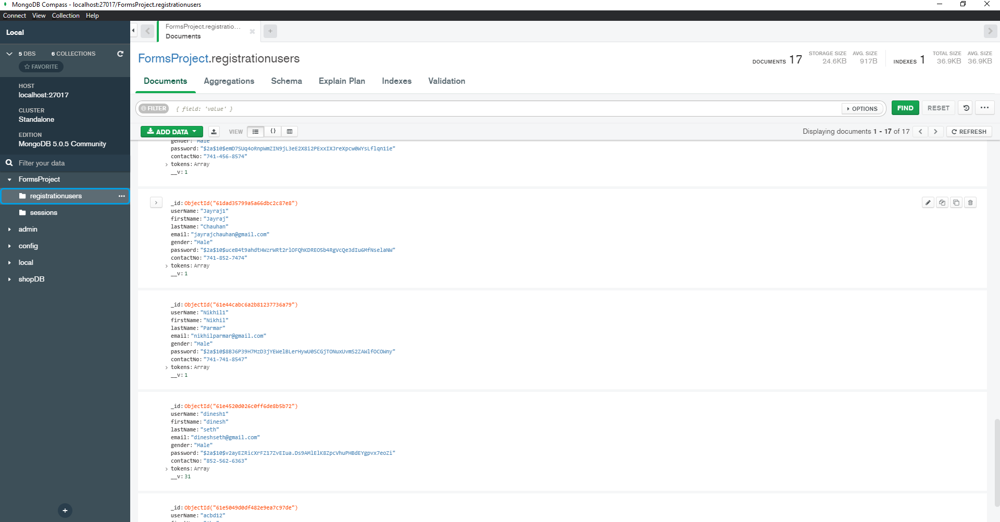 MongoDB Compass - localhost:27017/FormsProject.registrationusers
Connect View Collection Help
Local
5 DBS 6 COLLECTIONS
FAVORITE
HOST
localhost:27017
CLUSTER
Standalone
EDITION
MongoDB 5.0.5 Community
Filter your data
FormsProject
registrationusers
sessions
admin
config
local
shopDB
FormsProject.registratio...
Documents
FormsProject.registrationusers
DOCUMENTS 17
STORAGE SIZE
24.6KB
AVG. SIZE
917B
INDEXES 1
TOTAL SIZE
36.9KB
AVG. SIZE
36.9KB
Documents Aggregations Schema Explain Plan Indexes Validation
FILTER { field: 'value' } OPTIONS FIND RESET
ADD DATA VIEW Displaying documents 1 - 17 of 17 REFRESH
gender: "Male"
password: "$2a$10$emD7SUq4oRnpWmZIN9jL3eE2X8i2PExxIXJreXpcw0WYsLflqn1ie"
contactNo: "741-456-8574"
tokens: Array
__v: 1
_id: ObjectId("61dad35799a5a66dbc2c87e8")
userName: "Jayraj1"
firstName: "Jayraj"
lastName: "Chauhan"
email: "jayrajchauhan@gmail.com"
gender: "Male"
password: "$2a$10$uceB4t9ahdtHWzrWRt2rlOFQhKDREO5b4RgVcQe3dIu6MfNselaNW"
contactNo: "741-852-7474"
tokens: Array
__v: 1
_id: ObjectId("61e44cabc6a2b81237736a79")
userName: "Nikhil1"
firstName: "Nikhil"
lastName: "Parmar"
email: "nikhilparmar@gmail.com"
gender: "Male"
password: "$2a$10$8BJ6P39H7MzD3jYEWelBLerHywU0SCGjTONuxUvmS2ZAWlfOCOWny"
contactNo: "741-741-8547"
tokens: Array
__v: 1
_id: ObjectId("61e4520d026c0ff6de8b5b72")
userName: "dinesh1"
firstName: "dinesh"
lastName: "seth"
email: "dineshseth@gmail.com"
gender: "Male"
password: "$2a$10$v2ayEZRicXrFZ17ZvEIua.Ds9AMlElK8ZpcVhuPHBdEYgpvx7eoZi"
contactNo: "852-562-6363"
tokens: Array
__v: 31
_id: ObjectId("61e5049d0df482e9ea7c97de")
userName: "acbd12"